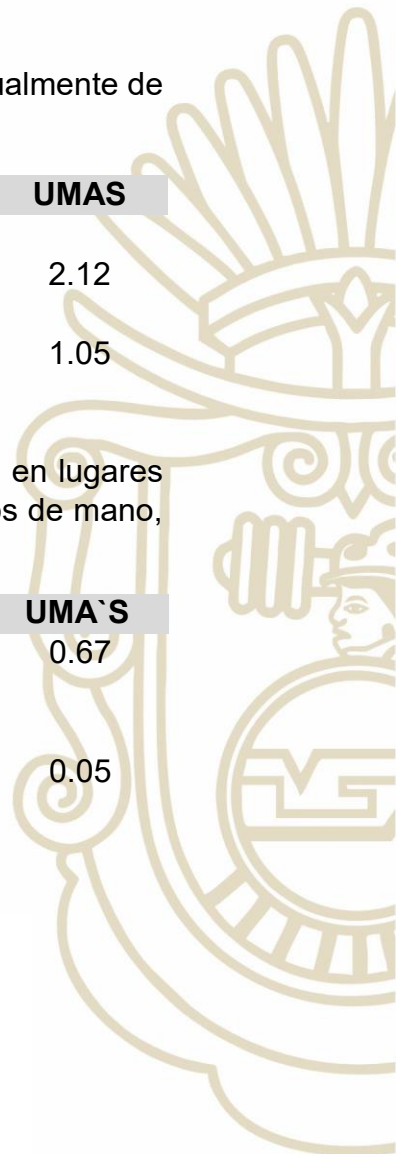 ualmente de
UMAS
2.12
1.05
en lugares
s de mano,
UMA`S
0.67
0.05